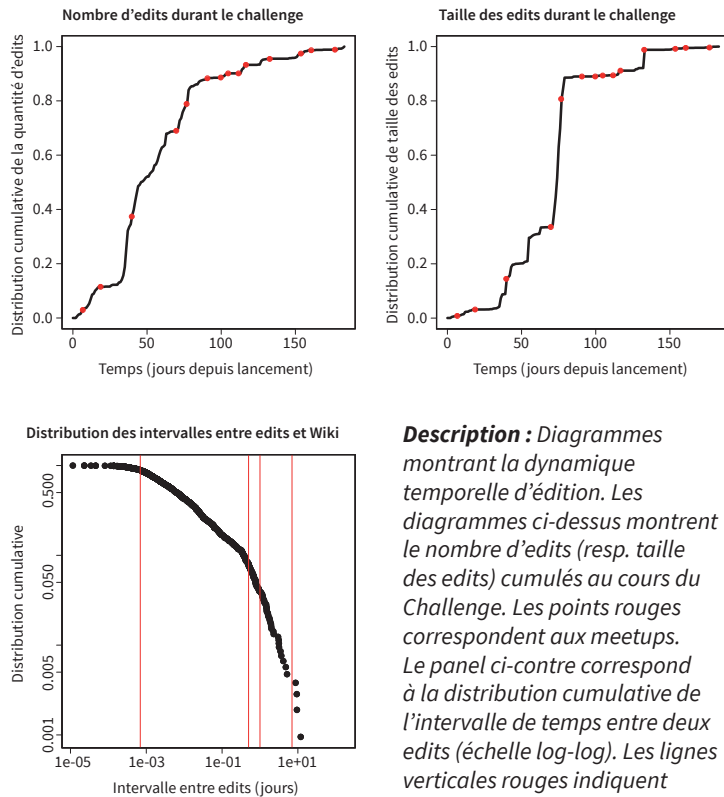 Nombre d'edits durant le challenge
Distribution cumulative de la quantité d'edits
1.0
0.8
0.6
0.4
0.2
0.0
0
50
100
150
Temps (jours depuis lancement)
Taille des edits durant le challenge
Distribution cumulative de taille des edits
1.0
0.8
0.6
0.4
0.2
0.0
0
50
100
150
Temps (jours depuis lancement)
Distribution des intervalles entre edits et Wiki
Distribution cumulative
0.500
0.050
0.005
0.001
1e-05
1e-03
1e-01
1e+01
Intervalle entre edits (jours)
Description : Diagrammes
montrant la dynamique
temporelle d'édition. Les
diagrammes ci-dessus montrent
le nombre d'edits (resp. taille
des edits) cumulés au cours du
Challenge. Les points rouges
correspondent aux meetups.
Le panel ci-contre correspond
à la distribution cumulative de
l'intervalle de temps entre deux
edits (échelle log-log). Les lignes
verticales rouges indiquent